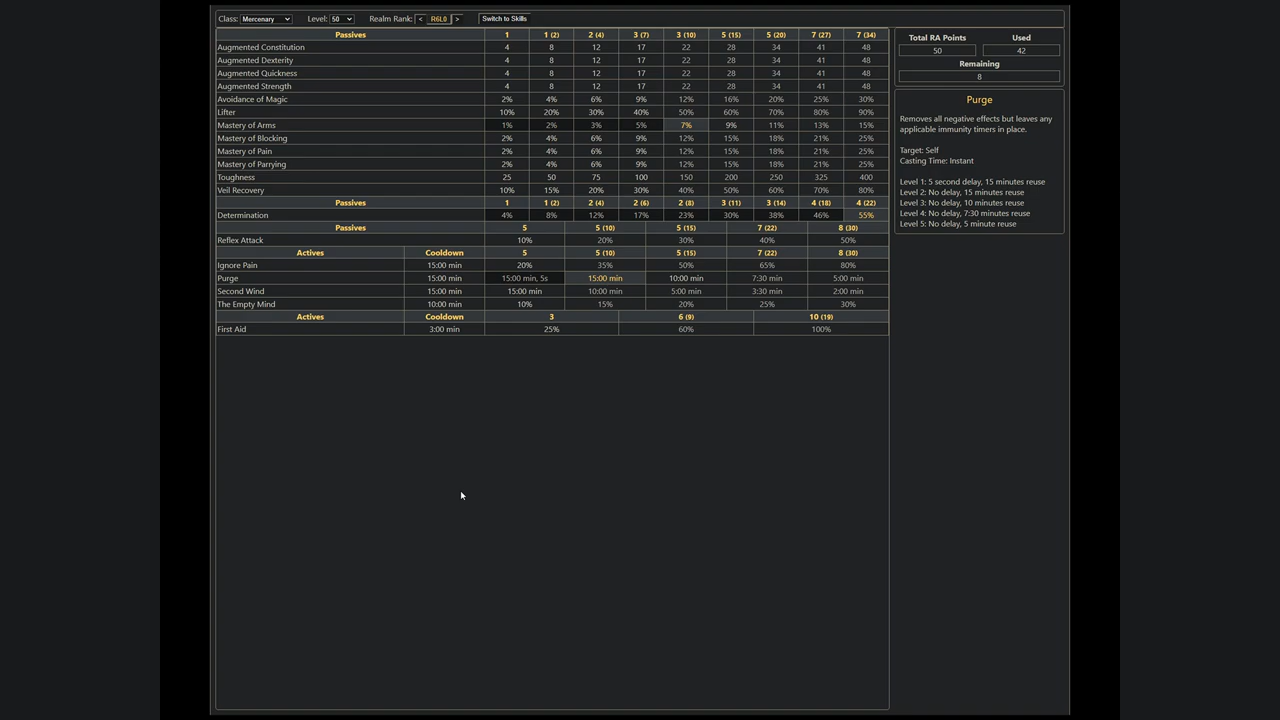 Class: Mercenary Level: 50 Realm Rank: < R6L0 > Switch to Skills
Passives 1 1 (2) 2 (4) 3 (7) 3 (10) 5 (15) 5 (20) 7 (27) 7 (34)
Augmented Constitution 4 8 12 17 22 28 34 41 48
Augmented Dexterity 4 8 12 17 22 28 34 41 48
Augmented Quickness 4 8 12 17 22 28 34 41 48
Augmented Strength 4 8 12 17 22 28 34 41 48
Avoidance of Magic 2% 4% 6% 9% 12% 16% 20% 25% 30%
Lifter 10% 20% 30% 40% 50% 60% 70% 80% 90%
Mastery of Arms 1% 2% 3% 5% 7% 9% 11% 13% 15%
Mastery of Blocking 2% 4% 6% 9% 12% 15% 18% 21% 25%
Mastery of Pain 2% 4% 6% 9% 12% 15% 18% 21% 25%
Mastery of Parrying 2% 4% 6% 9% 12% 15% 18% 21% 25%
Toughness 25 50 75 100 150 200 250 325 400
Veil Recovery 10% 15% 20% 30% 40% 50% 60% 70% 80%
Passives 1 1 (2) 2 (4) 2 (6) 2 (8) 3 (11) 3 (14) 4 (18) 4 (22)
Determination 4% 8% 12% 17% 23% 30% 38% 46% 55%
Passives 5 5 (10) 5 (15) 7 (22) 8 (30)
Reflex Attack 10% 20% 30% 40% 50%
Actives Cooldown 5 5 (10) 5 (15) 7 (22) 8 (30)
Ignore Pain 15:00 min 20% 35% 50% 65% 80%
Purge 15:00 min 15:00 min, 5s 15:00 min 10:00 min 7:30 min 5:00 min
Second Wind 15:00 min 15:00 min 10:00 min 5:00 min 3:30 min 2:00 min
The Empty Mind 10:00 min 10% 15% 20% 25% 30%
Actives Cooldown 3 6 (9) 10 (19)
First Aid 3:00 min 25% 60% 100%
Total RA Points Used
50 42
Remaining
8
Purge
Removes all negative effects but leaves any
applicable immunity timers in place.
Target: Self
Casting Time: Instant
Level 1: 5 second delay, 15 minutes reuse
Level 2: No delay, 15 minutes reuse
Level 3: No delay, 10 minutes reuse
Level 4: No delay, 7:30 minutes reuse
Level 5: No delay, 5 minute reuse